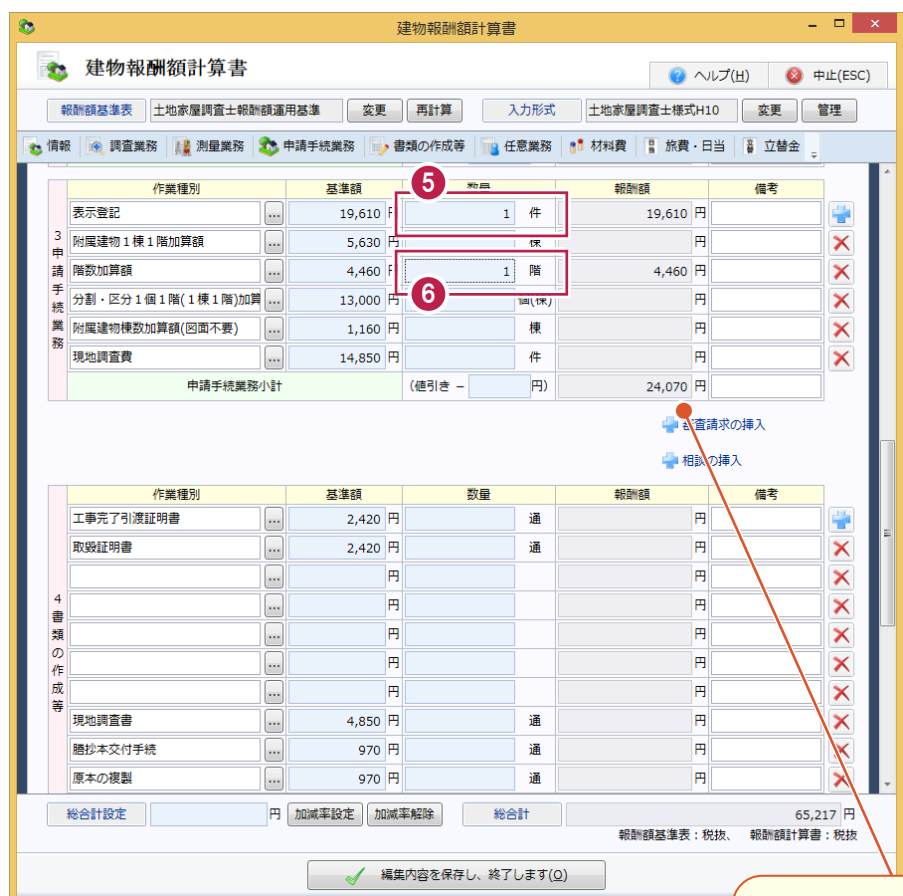 建物報酬額計算書
建物報酬額計算書
ヘルプ(H) 中止(ESC)
報酬額基準表 土地家屋調査士報酬額運用基準 変更 再計算 入力形式 土地家屋調査士様式H10 変更 管理
情報 調査業務 測量業務 申請手続業務 書類の作成等 任意業務 材料費 旅費・日当 立替金
3申請手続業務
作業種別 基準額 数量 報酬額 備考
5
表示登記 ... 19,610 円 1 件 19,610 円
附属建物1棟1階加算額 ... 5,630 円 棟 円
階数加算額 ... 4,460 円 1 階 4,460 円
6
分割・区分1個1階(1棟1階)加算 ... 13,000 円 個(棟) 円
附属建物棟数加算額(図面不要) ... 1,160 円 棟 円
現地調査費 ... 14,850 円 件 円
申請手続業務小計 (値引き − 円) 24,070 円
審査請求の挿入
相談の挿入
4書類の作成等
作業種別 基準額 数量 報酬額 備考
工事完了引渡証明書 ... 2,420 円 通 円
取毀証明書 ... 2,420 円 通 円
... 円 円
... 円 円
... 円 円
... 円 円
... 円 円
現地調査書 ... 4,850 円 通 円
謄抄本交付手続 ... 970 円 通 円
原本の複製 ... 970 円 通 円
総合計設定 円 加減率設定 加減率解除 総合計 65,217 円
報酬額基準表：税抜、 報酬額計算書：税抜
編集内容を保存し、終了します(O)